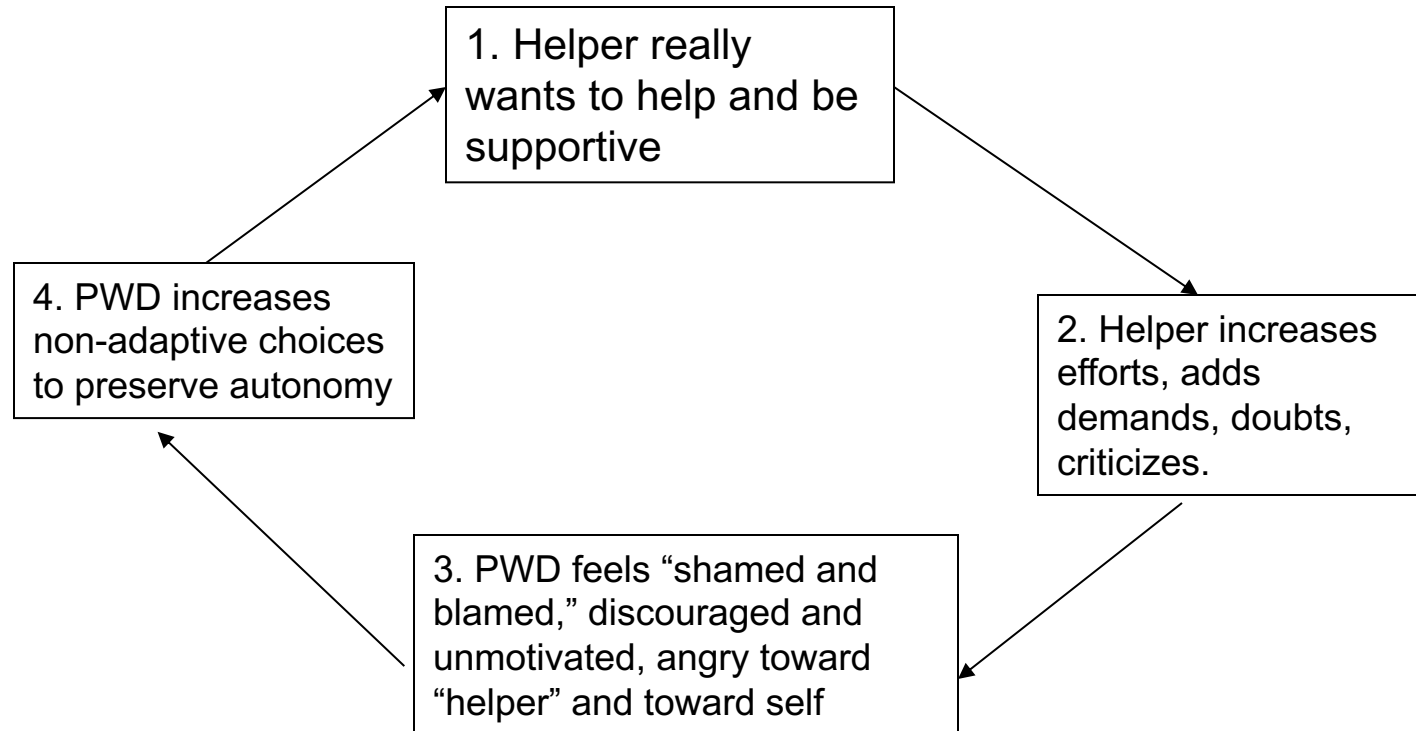 1. Helper really
wants to help and be
supportive
2. Helper increases
efforts, adds
demands, doubts,
criticizes.
3. PWD feels “shamed and
blamed,” discouraged and
unmotivated, angry toward
“helper” and toward self
4. PWD increases
non-adaptive choices
to preserve autonomy